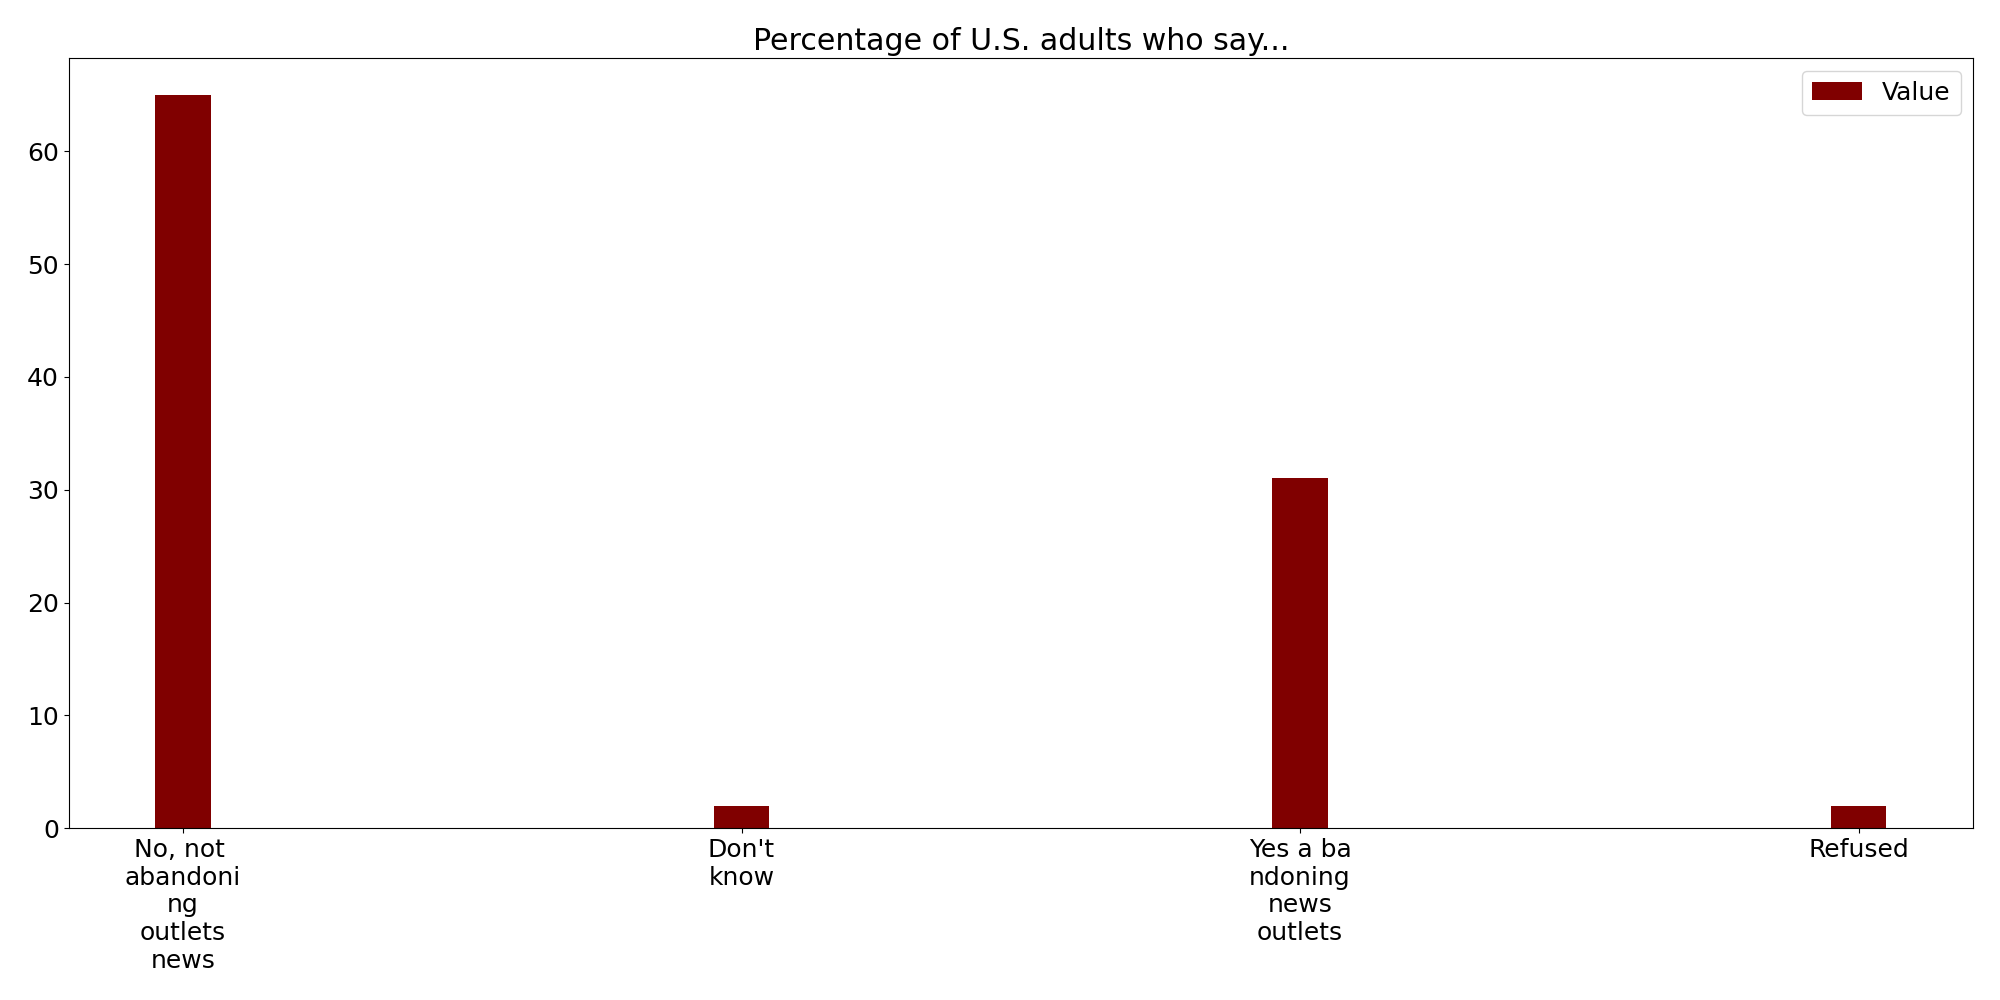 Percentage of U.S. adults who say...
Value
60
50
40
30
20
10
0
No, not
abandoni
ng
outlets
news
Don't
know
Yes a ba
ndoning
news
outlets
Refused